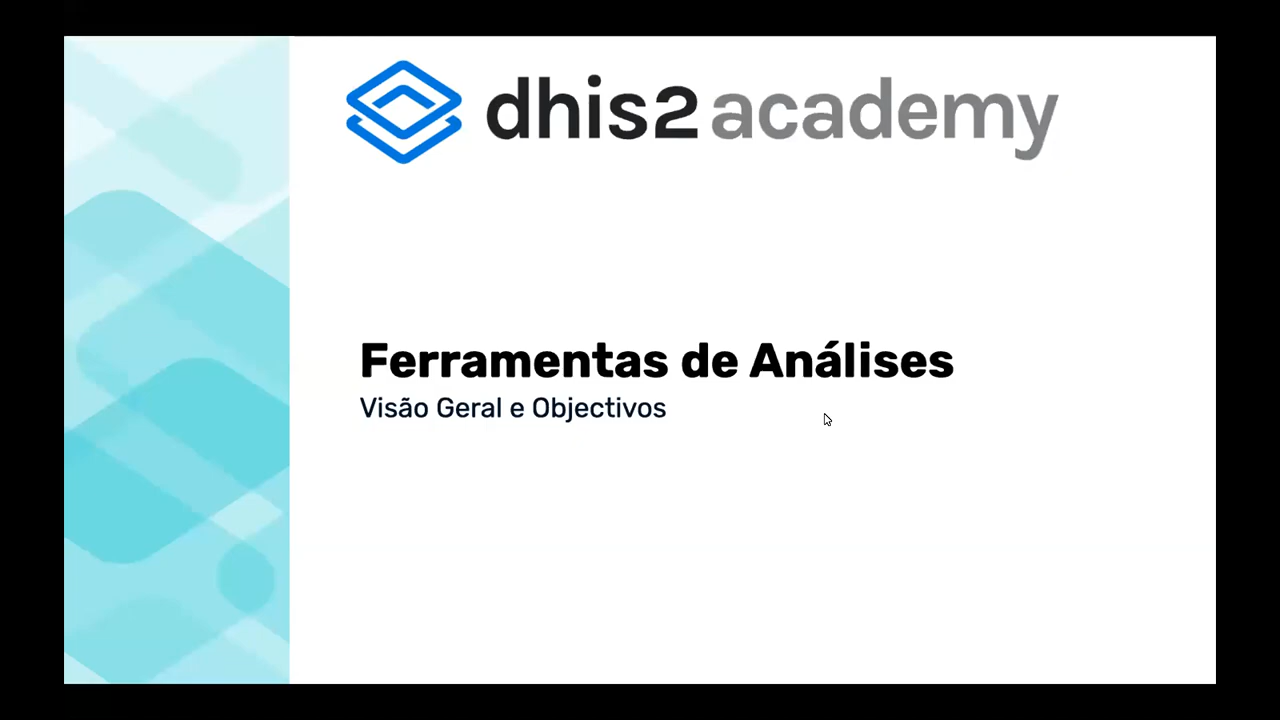 dhis2 academy
Ferramentas de Análises
Visão Geral e Objectivos